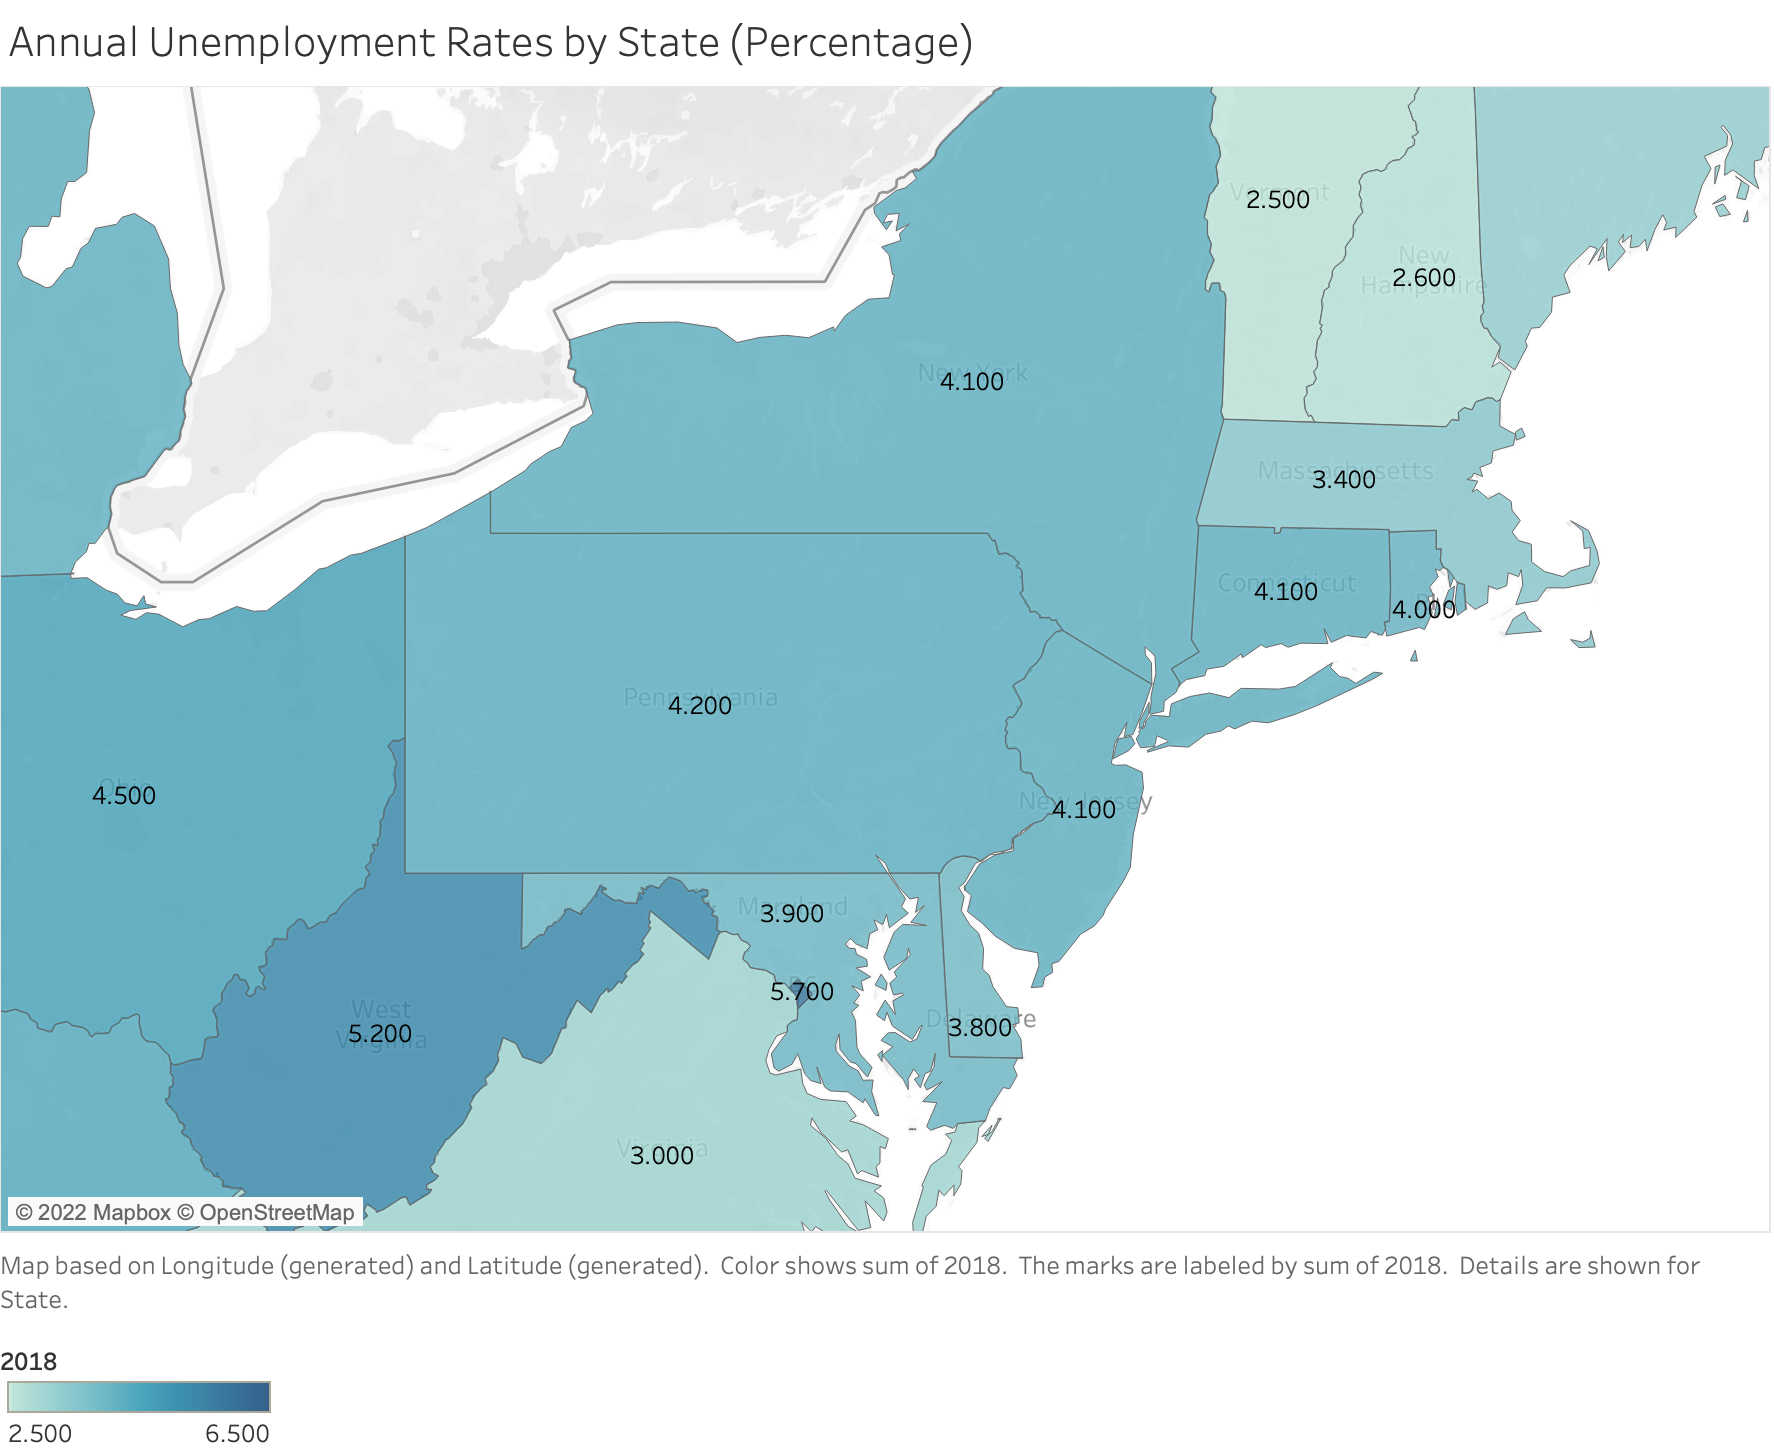 Annual Unemployment Rates by State (Percentage)
Vermont
2.500
New
Hampshire
2.600
New York
4.100
Massachusetts
3.400
Connecticut
4.100
4.000
Pennsylvania
4.200
Ohio
4.500
New Jersey
4.100
Maryland
3.900
DC
5.700
West
Virginia
5.200
Delaware
3.800
Virginia
3.000
© 2022 Mapbox © OpenStreetMap
Map based on Longitude (generated) and Latitude (generated).  Color shows sum of 2018.  The marks are labeled by sum of 2018.  Details are shown for
State.
2018
2.500 6.500